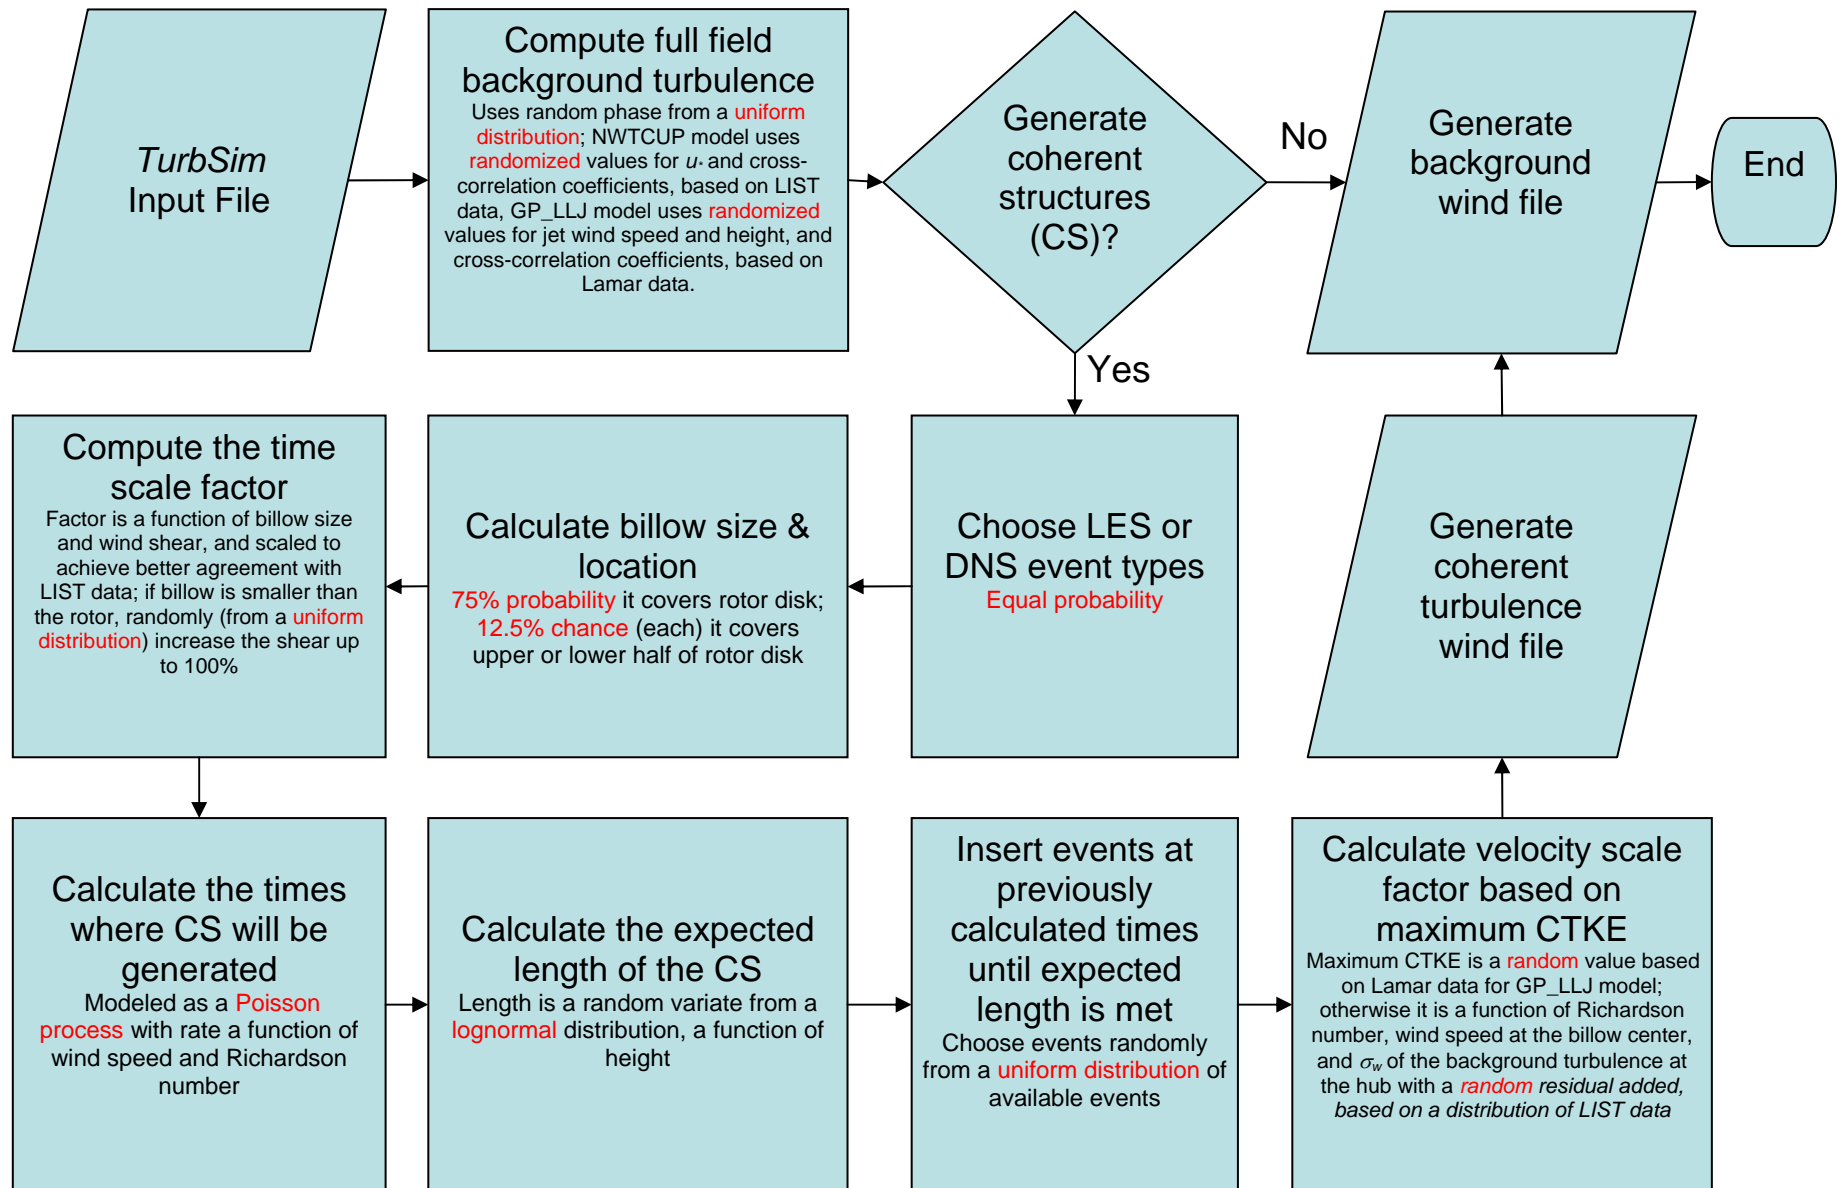 TurbSim
Input File
Compute full field
background turbulence
Uses random phase from a uniform
distribution; NWTCUP model uses
randomized values for u* and cross-
correlation coefficients, based on LIST
data, GP_LLJ model uses randomized
values for jet wind speed and height, and
cross-correlation coefficients, based on
Lamar data.
Generate
coherent
structures
(CS)?
No
Generate
background
wind file
End
Yes
Choose LES or
DNS event types
Equal probability
Calculate billow size &
location
75% probability it covers rotor disk;
12.5% chance (each) it covers
upper or lower half of rotor disk
Compute the time
scale factor
Factor is a function of billow size
and wind shear, and scaled to
achieve better agreement with
LIST data; if billow is smaller than
the rotor, randomly (from a uniform
distribution) increase the shear up
to 100%
Calculate the times
where CS will be
generated
Modeled as a Poisson
process with rate a function of
wind speed and Richardson
number
Calculate the expected
length of the CS
Length is a random variate from a
lognormal distribution, a function of
height
Insert events at
previously
calculated times
until expected
length is met
Choose events randomly
from a uniform distribution of
available events
Calculate velocity scale
factor based on
maximum CTKE
Maximum CTKE is a random value based
on Lamar data for GP_LLJ model;
otherwise it is a function of Richardson
number, wind speed at the billow center,
and σw of the background turbulence at
the hub with a random residual added,
based on a distribution of LIST data
Generate
coherent
turbulence
wind file